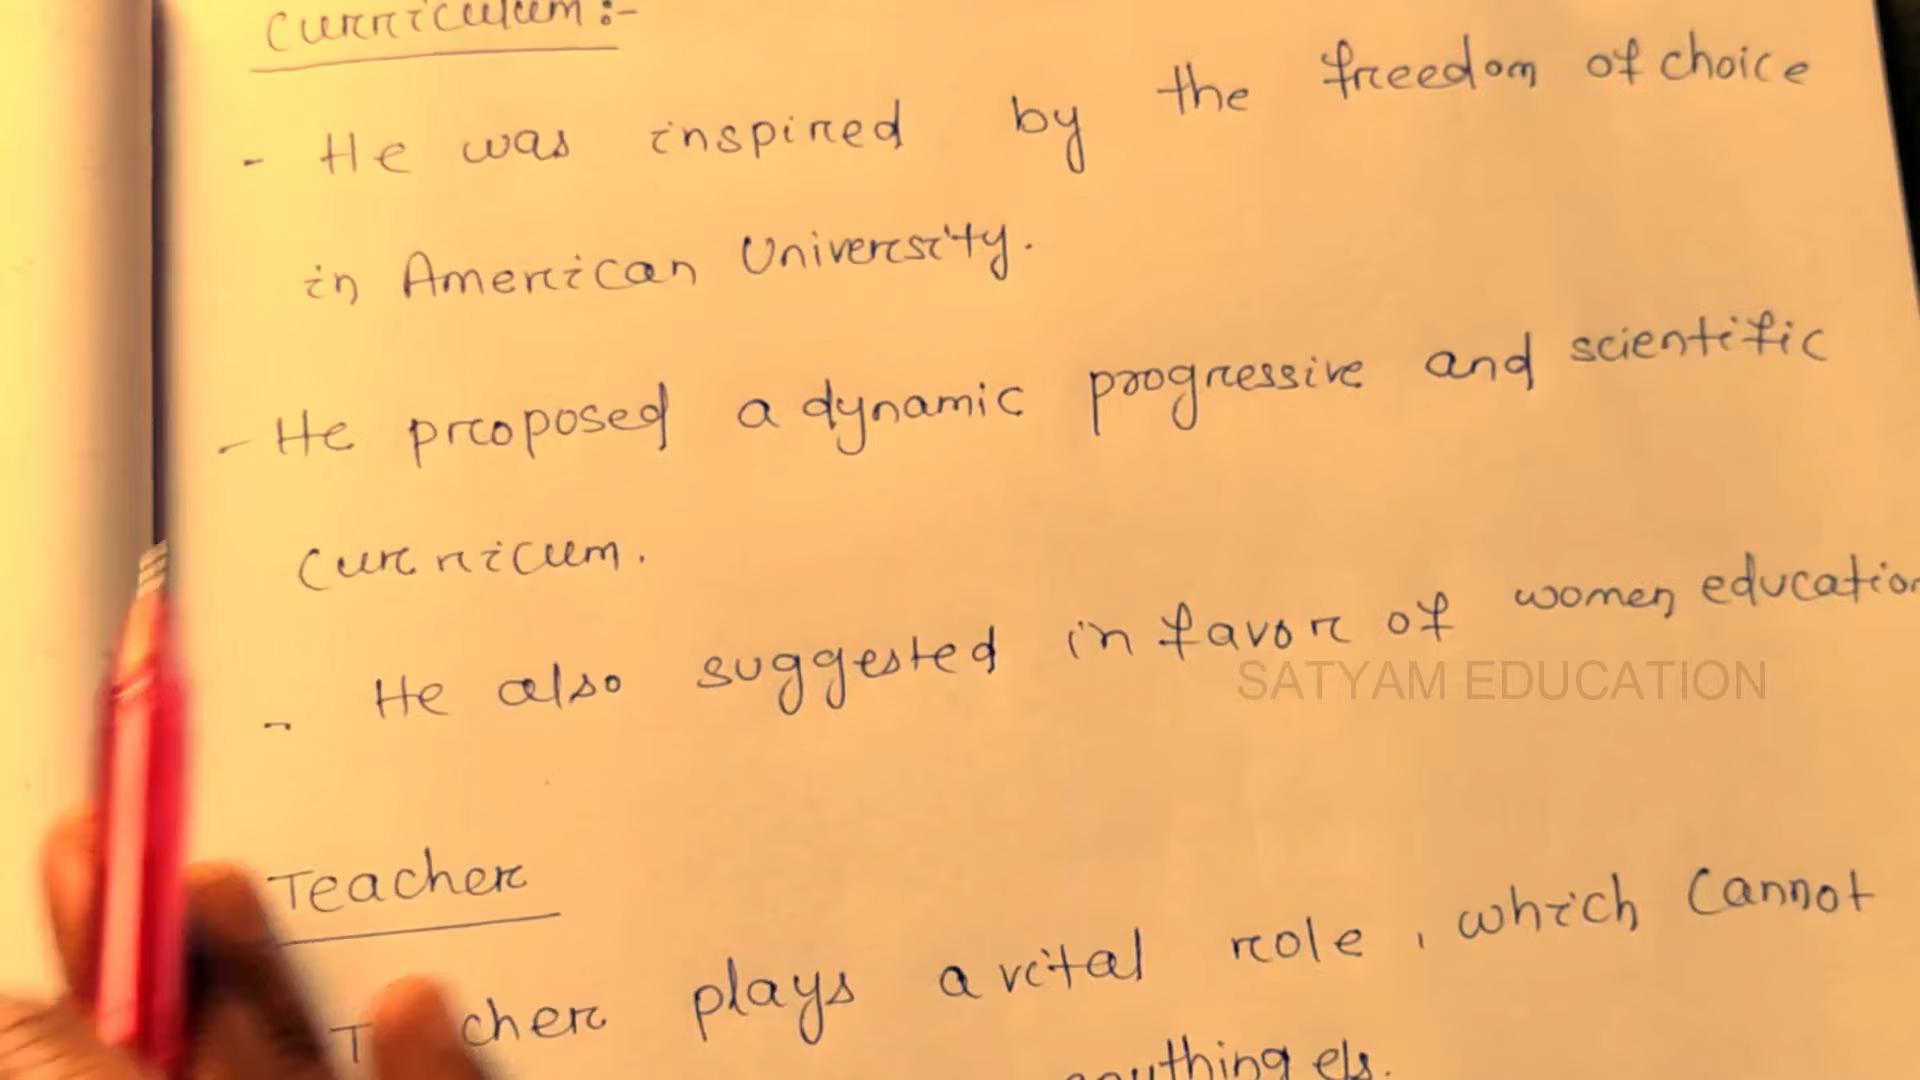 Curriculum :-
- He was inspired by the freedom of choice
in American University.
- He proposed a dynamic progressive and scientific
Curricum.
- He also suggested in favor of women education
SATYAM EDUCATION
Teacher
plays a vital role, which Cannot
anything els.